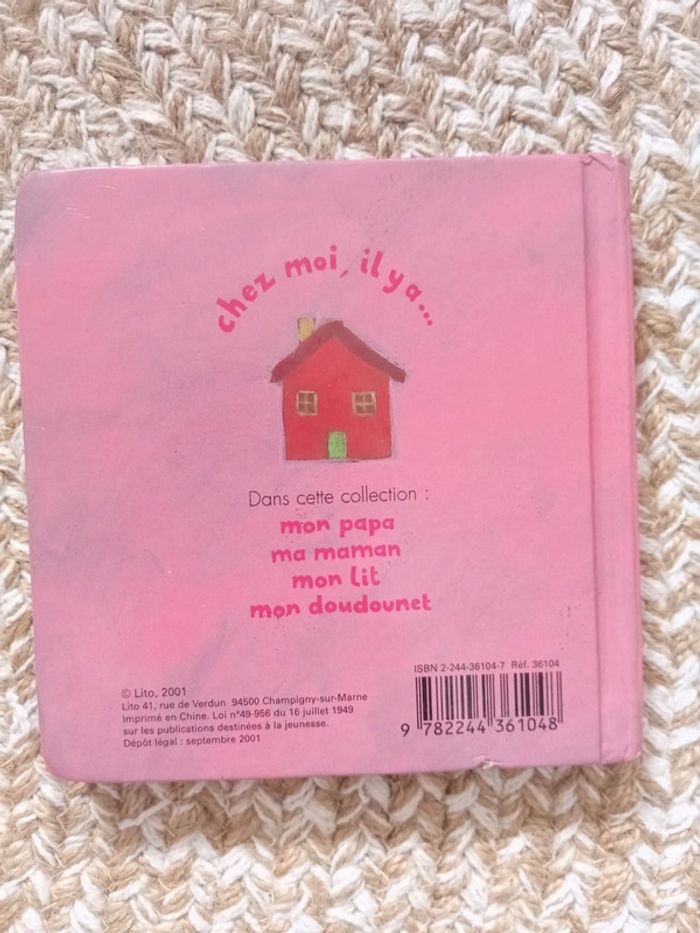 chez moi, il y a...
Dans cette collection :
mon papa
ma maman
mon lit
mon doudounet
ISBN 2-244-36104-7 Réf. 36104
© Lito, 2001
Lito 41, rue de Verdun 94500 Champigny-sur-Marne
Imprimé en Chine. Loi n°49-956 du 16 juillet 1949
sur les publications destinées à la jeunesse.
Dépôt légal : septembre 2001
9 782244 361048